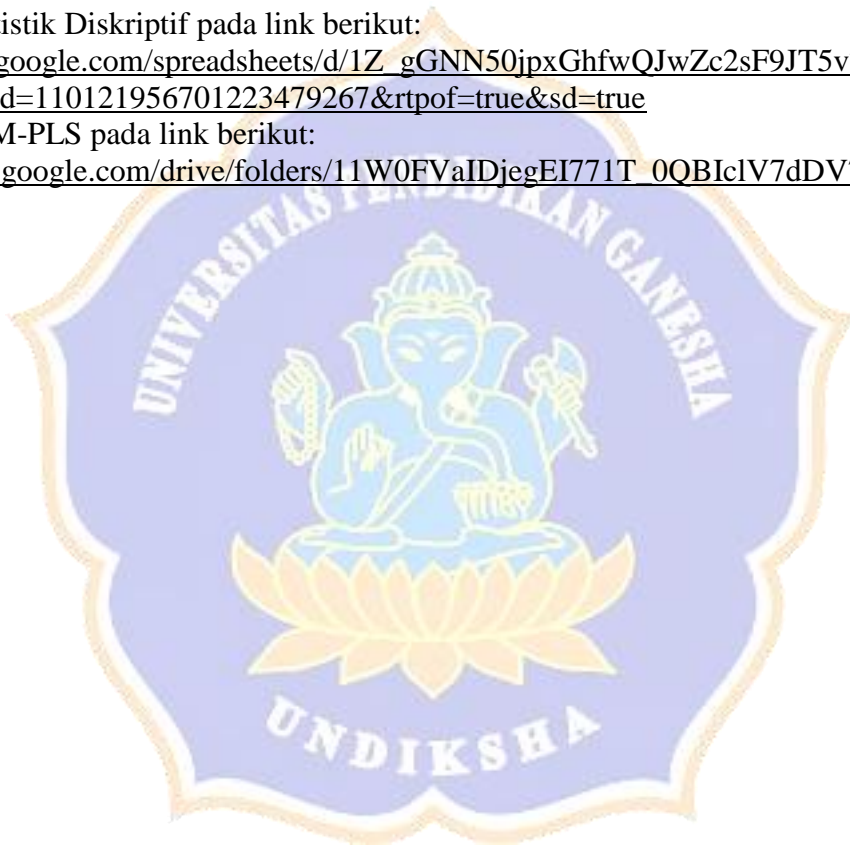 tistik Diskriptif pada link berikut:
google.com/spreadsheets/d/1Z_gGNN50jpxGhfwQJwZc2sF9JT5v
d=110121956701223479267&rtpof=true&sd=true
M-PLS pada link berikut:
google.com/drive/folders/11W0FVaIDjegEI771T_0QBIclV7dDV
UNIVERSITAS PENDIDIKAN GANESHA
UNDIKSHA